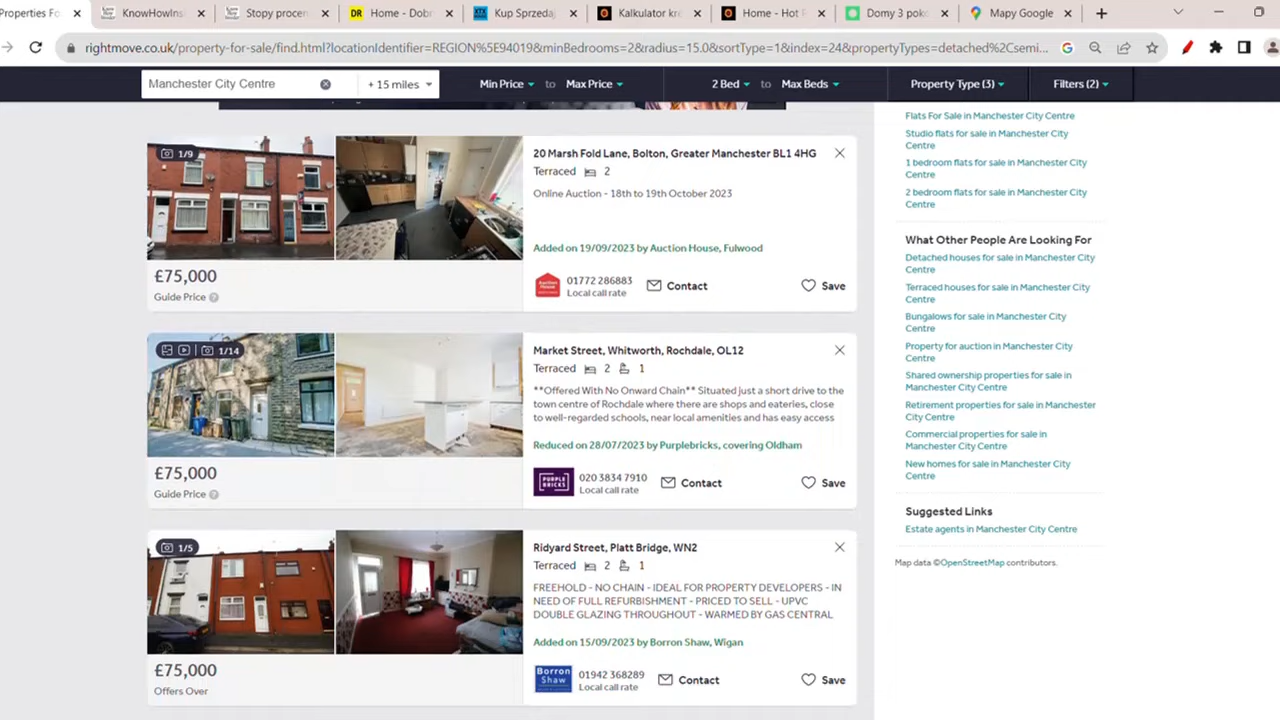 Properties Fo
KnowHowIns
Stopy procen
Home - Dobr
Kup Sprzedaj
Kalkulator kr
Home - Hot
Domy 3 poko
Mapy Google
rightmove.co.uk/property-for-sale/find.html?locationIdentifier=REGION%5E94019&minBedrooms=2&radius=15.0&sortType=1&index=24&propertyTypes=detached%2Csemi...
Manchester City Centre
+ 15 miles
Min Price
to
Max Price
2 Bed
to
Max Beds
Property Type (3)
Filters (2)
1/9
20 Marsh Fold Lane, Bolton, Greater Manchester BL1 4HG
Terraced 2
Online Auction - 18th to 19th October 2023
Added on 19/09/2023 by Auction House, Fulwood
£75,000
Guide Price ?
Auction House
01772 286883
Local call rate
Contact
Save
1/14
Market Street, Whitworth, Rochdale, OL12
Terraced 2 1
**Offered With No Onward Chain** Situated just a short drive to the
town centre of Rochdale where there are shops and eateries, close
to well-regarded schools, near local amenities and has easy access
Reduced on 28/07/2023 by Purplebricks, covering Oldham
£75,000
Guide Price ?
PURPLE
BRICKS
020 3834 7910
Local call rate
Contact
Save
1/5
Ridyard Street, Platt Bridge, WN2
Terraced 2 1
FREEHOLD - NO CHAIN - IDEAL FOR PROPERTY DEVELOPERS - IN
NEED OF FULL REFURBISHMENT - PRICED TO SELL - UPVC
DOUBLE GLAZING THROUGHOUT - WARMED BY GAS CENTRAL
Added on 15/09/2023 by Borron Shaw, Wigan
£75,000
Offers Over
Borron
Shaw
01942 368289
Local call rate
Contact
Save
Flats For Sale in Manchester City Centre
Studio flats for sale in Manchester City
Centre
1 bedroom flats for sale in Manchester City
Centre
2 bedroom flats for sale in Manchester City
Centre
What Other People Are Looking For
Detached houses for sale in Manchester City
Centre
Terraced houses for sale in Manchester City
Centre
Bungalows for sale in Manchester City
Centre
Property for auction in Manchester City
Centre
Shared ownership properties for sale in
Manchester City Centre
Retirement properties for sale in Manchester
City Centre
Commercial properties for sale in
Manchester City Centre
New homes for sale in Manchester City
Centre
Suggested Links
Estate agents in Manchester City Centre
Map data ©OpenStreetMap contributors.